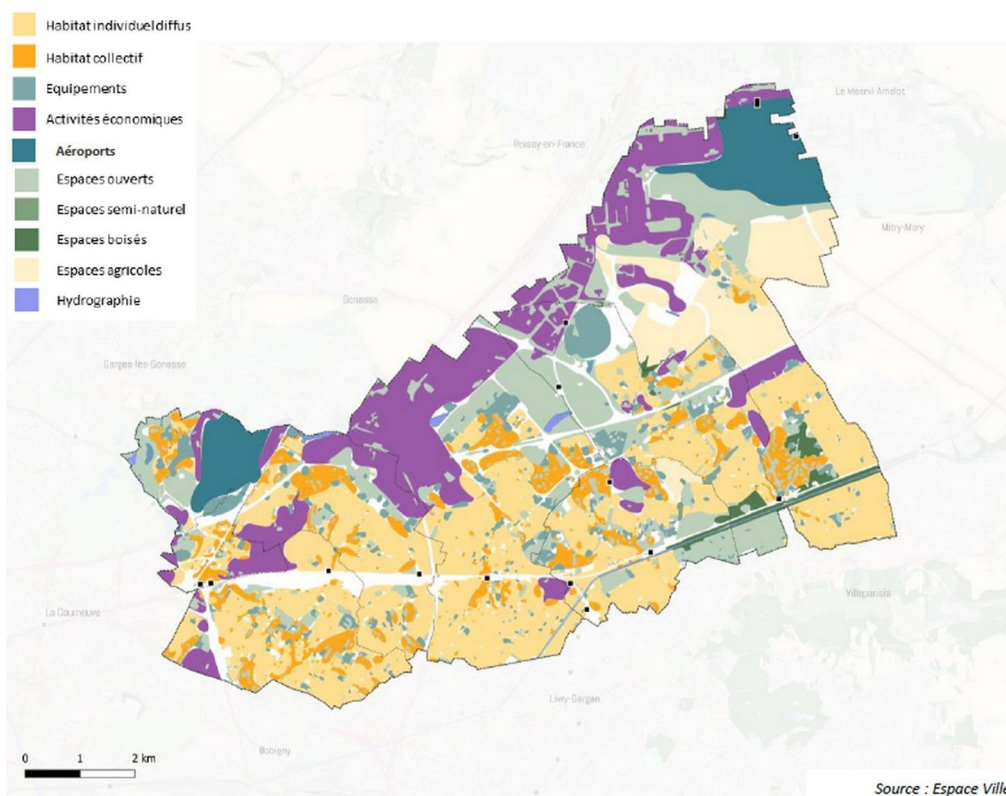 Habitat individuel diffus
Habitat collectif
Equipements
Activités économiques
Aéroports
Espaces ouverts
Espaces semi-naturel
Espaces boisés
Espaces agricoles
Hydrographie
Le Mesnil-Amelot
Roissy-en-France
Mitry-Mory
Gonesse
Garges-lès-Gonesse
La Courneuve
Villeparisis
Livry-Gargan
Bobigny
0 1 2 km
Source : Espace Ville